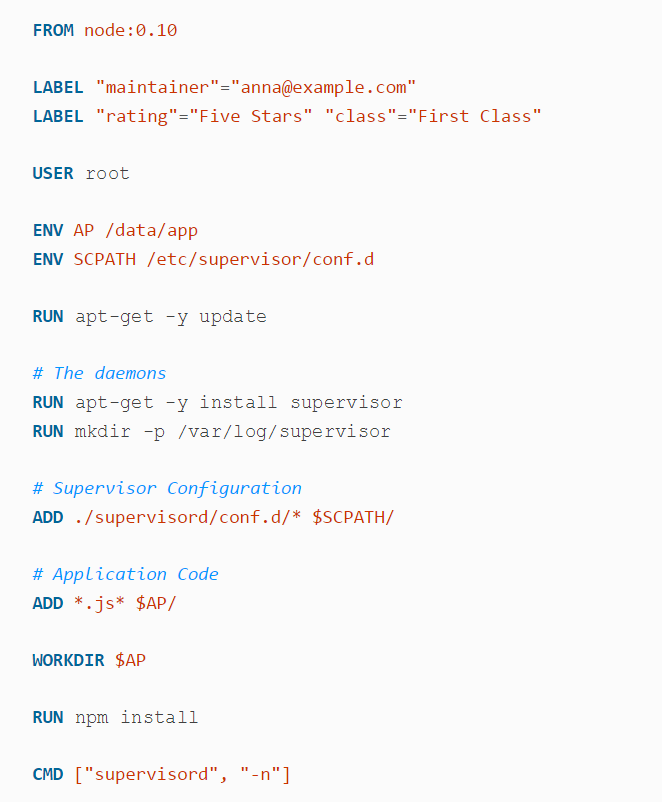 FROM node:0.10
LABEL "maintainer"="anna@example.com"
LABEL "rating"="Five Stars" "class"="First Class"
USER root
ENV AP /data/app
ENV SCPATH /etc/supervisor/conf.d
RUN apt-get -y update
# The daemons
RUN apt-get -y install supervisor
RUN mkdir -p /var/log/supervisor
# Supervisor Configuration
ADD ./supervisord/conf.d/* $SCPATH/
# Application Code
ADD *.js* $AP/
WORKDIR $AP
RUN npm install
CMD ["supervisord", "-n"]